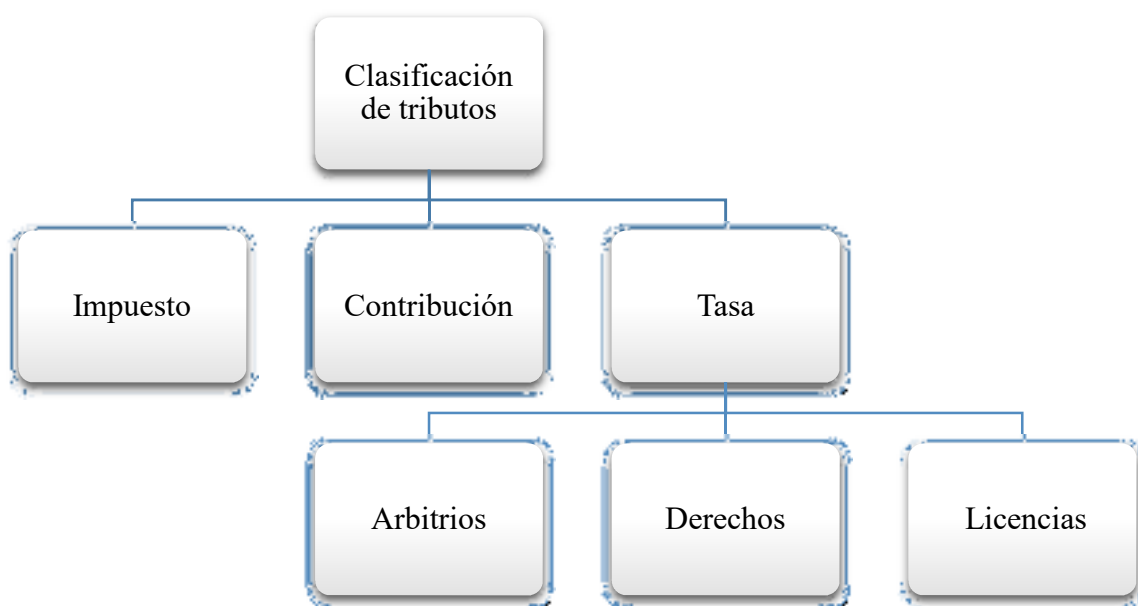 Clasificación
de tributos
Impuesto
Contribución
Tasa
Arbitrios
Derechos
Licencias